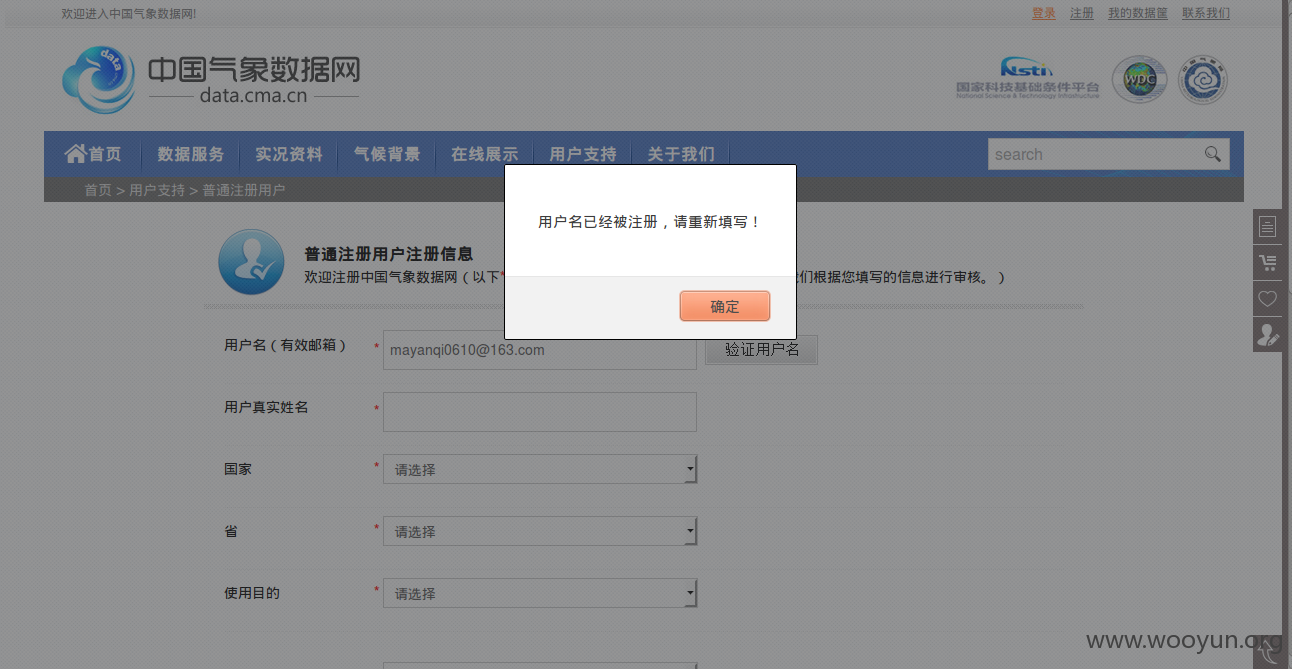 欢迎进入中国气象数据网!
登录 注册 我的数据匿 联系我们
data
中国气象数据网
data.cma.cn
Nsti
国家科技基础条件平台
National Science & Technology Infrastructure
WDC
首页 数据服务 实况资料 气候背景 在线展示 用户支持 关于我们
search
首页 > 用户支持 > 普通注册用户
用户名已经被注册，请重新填写！
确定
普通注册用户注册信息
欢迎注册中国气象数据网（以下*
们根据您填写的信息进行审核。）
用户名（有效邮箱） * mayanqi0610@163.com 验证用户名
用户真实姓名 *
国家 * 请选择
省 * 请选择
使用目的 * 请选择
www.wooyun.org